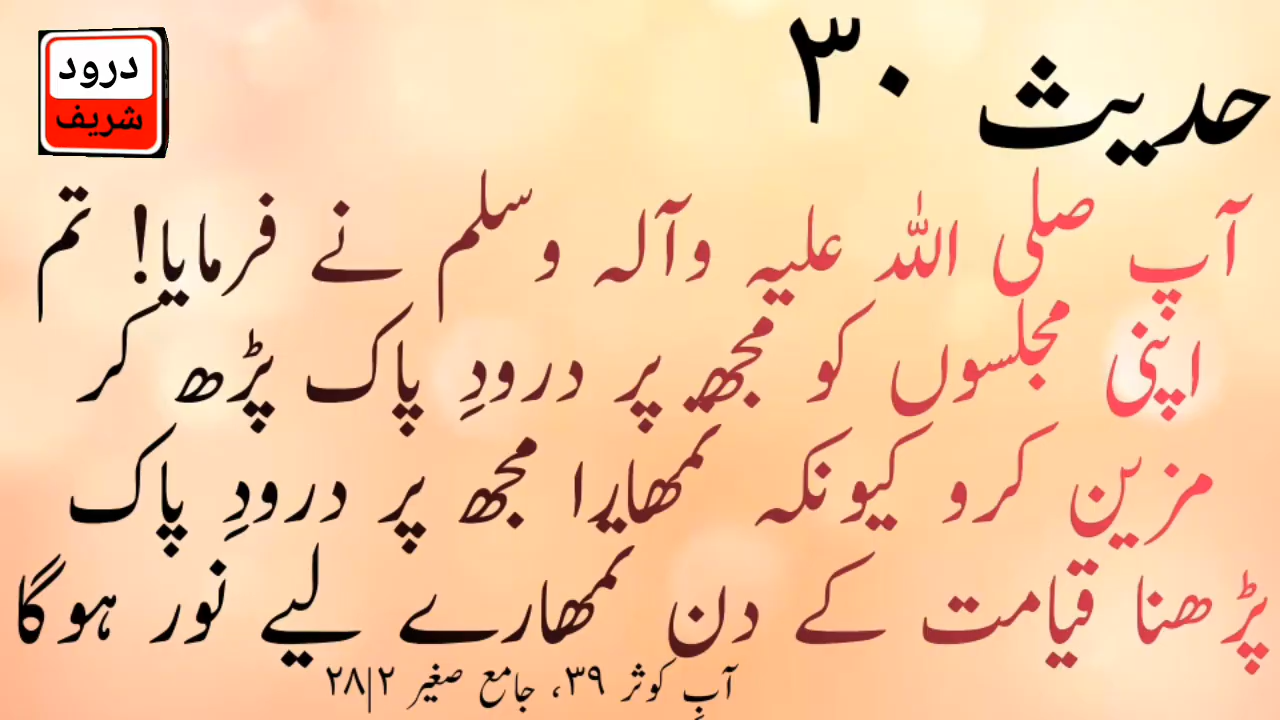 حدیث ۳۰
درود
شریف
آپ صلی اللہ علیہ وآلہ وسلم نے فرمایا! تم
اپنی مجلسوں کو مجھ پر درودِ پاک پڑھ کر
مزین کرو کیونکہ تمھارا مجھ پر درودِ پاک
پڑھنا قیامت کے دن تمھارے لیے نور ہوگا
آبِ کوثر ۳۹، جامع صغیر ۲|۲۸